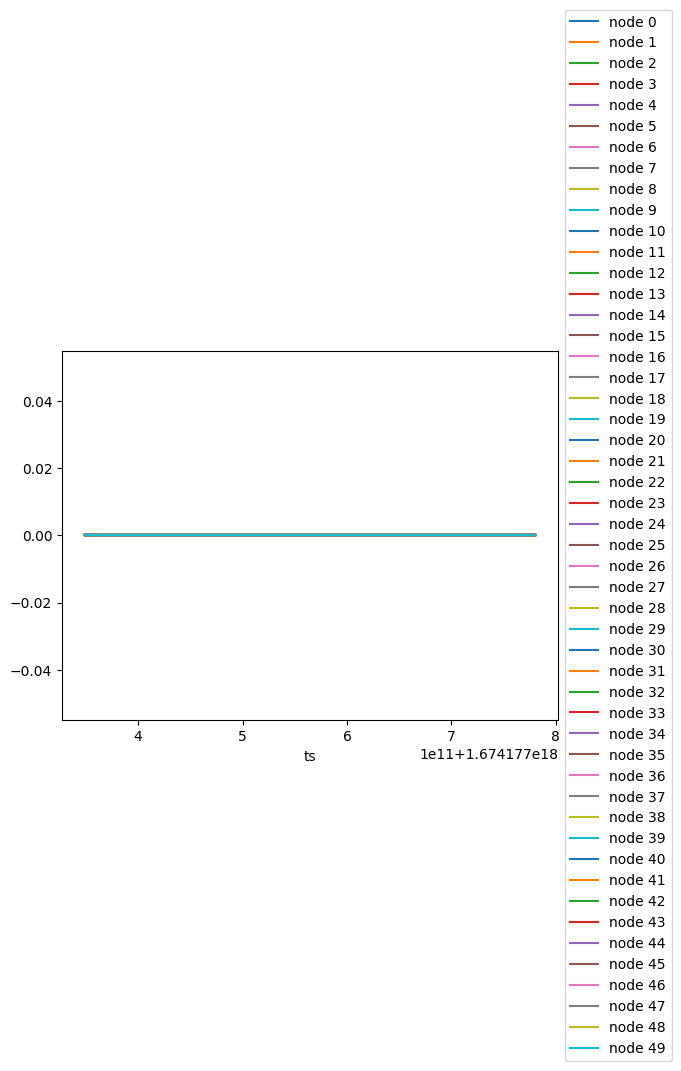 0.04
0.02
0.00
−0.02
−0.04
4
5
6
7
8
ts
1e11+1.674177e18
node 0
node 1
node 2
node 3
node 4
node 5
node 6
node 7
node 8
node 9
node 10
node 11
node 12
node 13
node 14
node 15
node 16
node 17
node 18
node 19
node 20
node 21
node 22
node 23
node 24
node 25
node 26
node 27
node 28
node 29
node 30
node 31
node 32
node 33
node 34
node 35
node 36
node 37
node 38
node 39
node 40
node 41
node 42
node 43
node 44
node 45
node 46
node 47
node 48
node 49